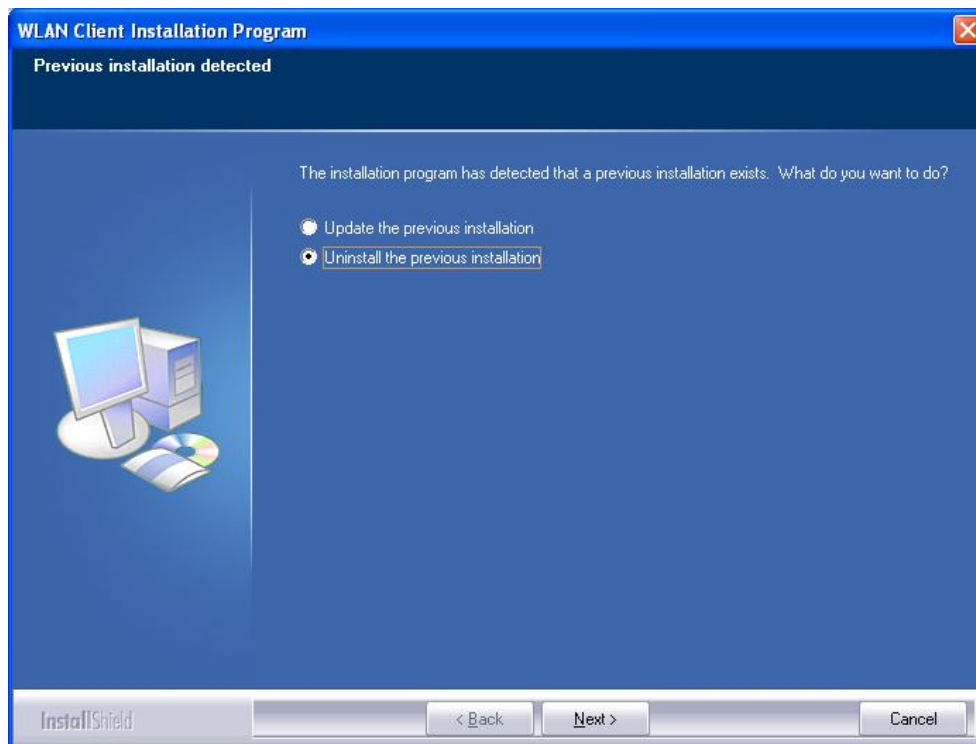 WLAN Client Installation Program
Previous installation detected
The installation program has detected that a previous installation exists. What do you want to do?
Update the previous installation
Uninstall the previous installation
InstallShield
< Back
Next >
Cancel